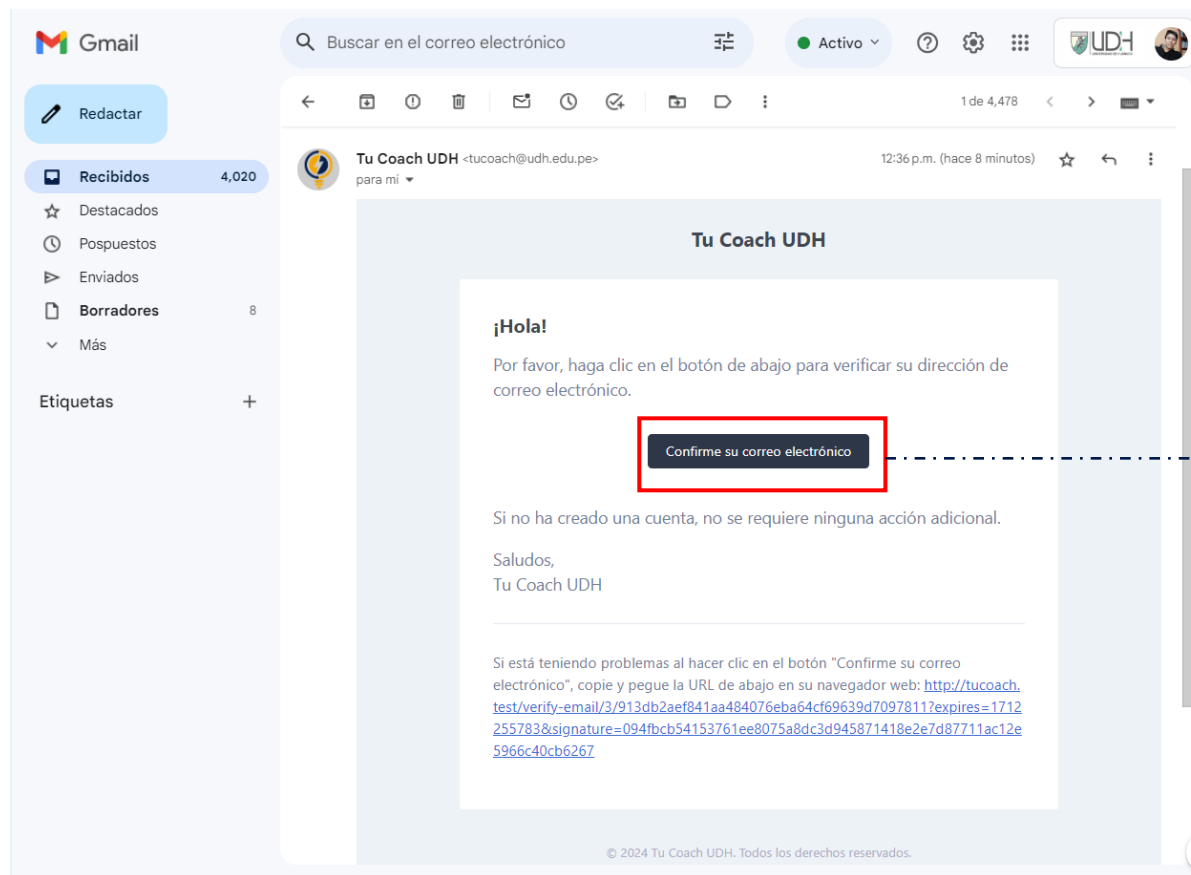 Gmail
Buscar en el correo electrónico
Activo
UDH
Redactar
1 de 4,478
Recibidos 4,020
Destacados
Pospuestos
Enviados
Borradores 8
Más
Etiquetas
Tu Coach UDH <tucoach@udh.edu.pe>
12:36 p.m. (hace 8 minutos)
para mí
Tu Coach UDH
¡Hola!
Por favor, haga clic en el botón de abajo para verificar su dirección de
correo electrónico.
Confirme su correo electrónico
Si no ha creado una cuenta, no se requiere ninguna acción adicional.
Saludos,
Tu Coach UDH
Si está teniendo problemas al hacer clic en el botón "Confirme su correo
electrónico", copie y pegue la URL de abajo en su navegador web: http://tucoach.
test/verify-email/3/913db2aef841aa484076eba64cf69639d7097811?expires=1712
255783&signature=094fbcb54153761ee8075a8dc3d945871418e2e7d87711ac12e
5966c40cb6267
© 2024 Tu Coach UDH. Todos los derechos reservados.